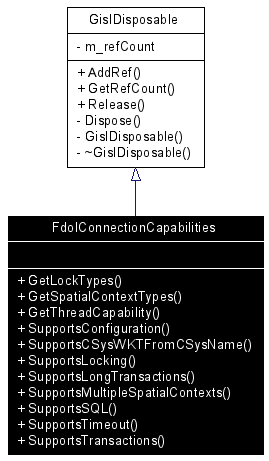 GisIDisposable
- m_refCount
+ AddRef()
+ GetRefCount()
+ Release()
- Dispose()
- GisIDisposable()
- ~GisIDisposable()
FdoIConnectionCapabilities
+ GetLockTypes()
+ GetSpatialContextTypes()
+ GetThreadCapability()
+ SupportsConfiguration()
+ SupportsCSysWKTFromCSysName()
+ SupportsLocking()
+ SupportsLongTransactions()
+ SupportsMultipleSpatialContexts()
+ SupportsSQL()
+ SupportsTimeout()
+ SupportsTransactions()